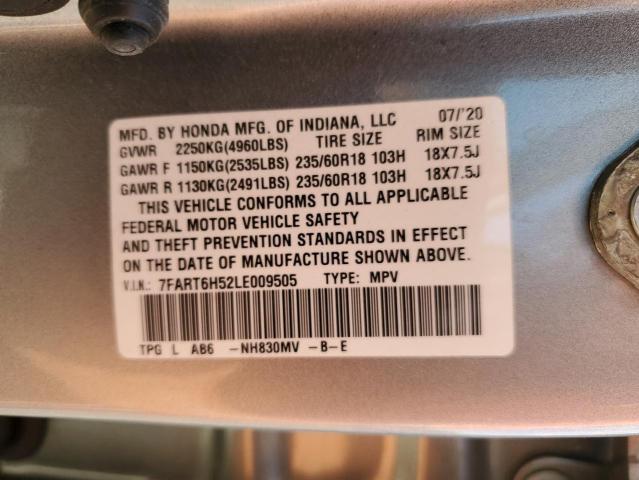 MFD. BY HONDA MFG. OF INDIANA, LLC 07/'20
GVWR 2250KG(4960LBS) TIRE SIZE RIM SIZE
GAWR F 1150KG(2535LBS) 235/60R18 103H 18X7.5J
GAWR R 1130KG(2491LBS) 235/60R18 103H 18X7.5J
THIS VEHICLE CONFORMS TO ALL APPLICABLE
FEDERAL MOTOR VEHICLE SAFETY
AND THEFT PREVENTION STANDARDS IN EFFECT
ON THE DATE OF MANUFACTURE SHOWN ABOVE.
V.I.N.: 7FART6H52LE009505 TYPE: MPV
TPG L AB6 -NH830MV -B-E